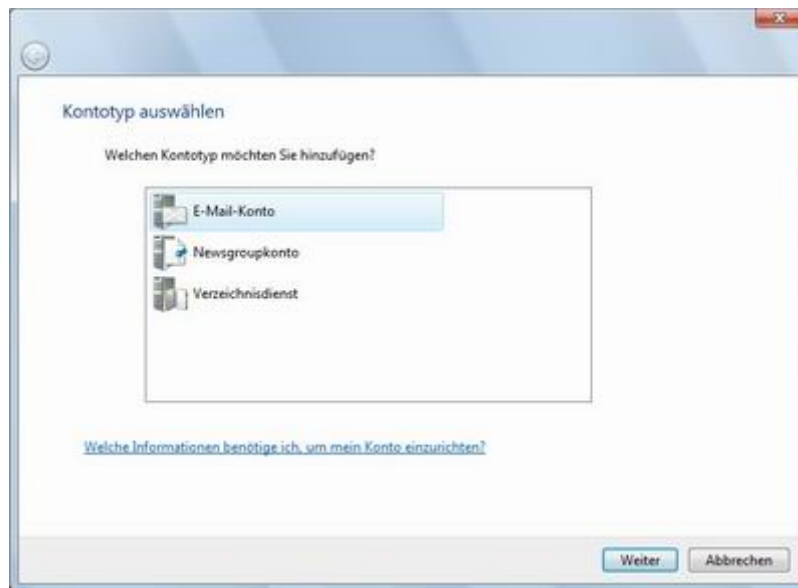 Kontotyp auswählen
Welchen Kontotyp möchten Sie hinzufügen?
E-Mail-Konto
Newsgroupkonto
Verzeichnisdienst
Welche Informationen benötige ich, um mein Konto einzurichten?
Weiter Abbrechen